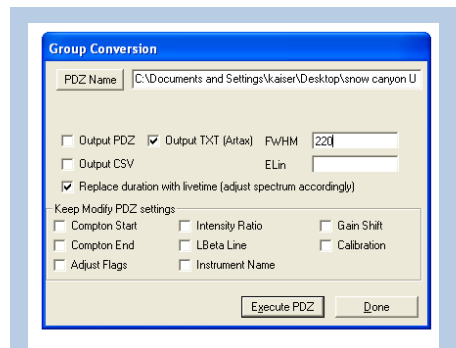 Group Conversion
PDZ Name C:\Documents and Settings\kaiser\Desktop\snow canyon U
Output PDZ Output TXT (Artax) FWHM 220
Output CSV ELin
Replace duration with livetime (adjust spectrum accordingly)
Keep Modify PDZ settings
Compton Start Intensity Ratio Gain Shift
Compton End LBeta Line Calibration
Adjust Flags Instrument Name
Execute PDZ Done